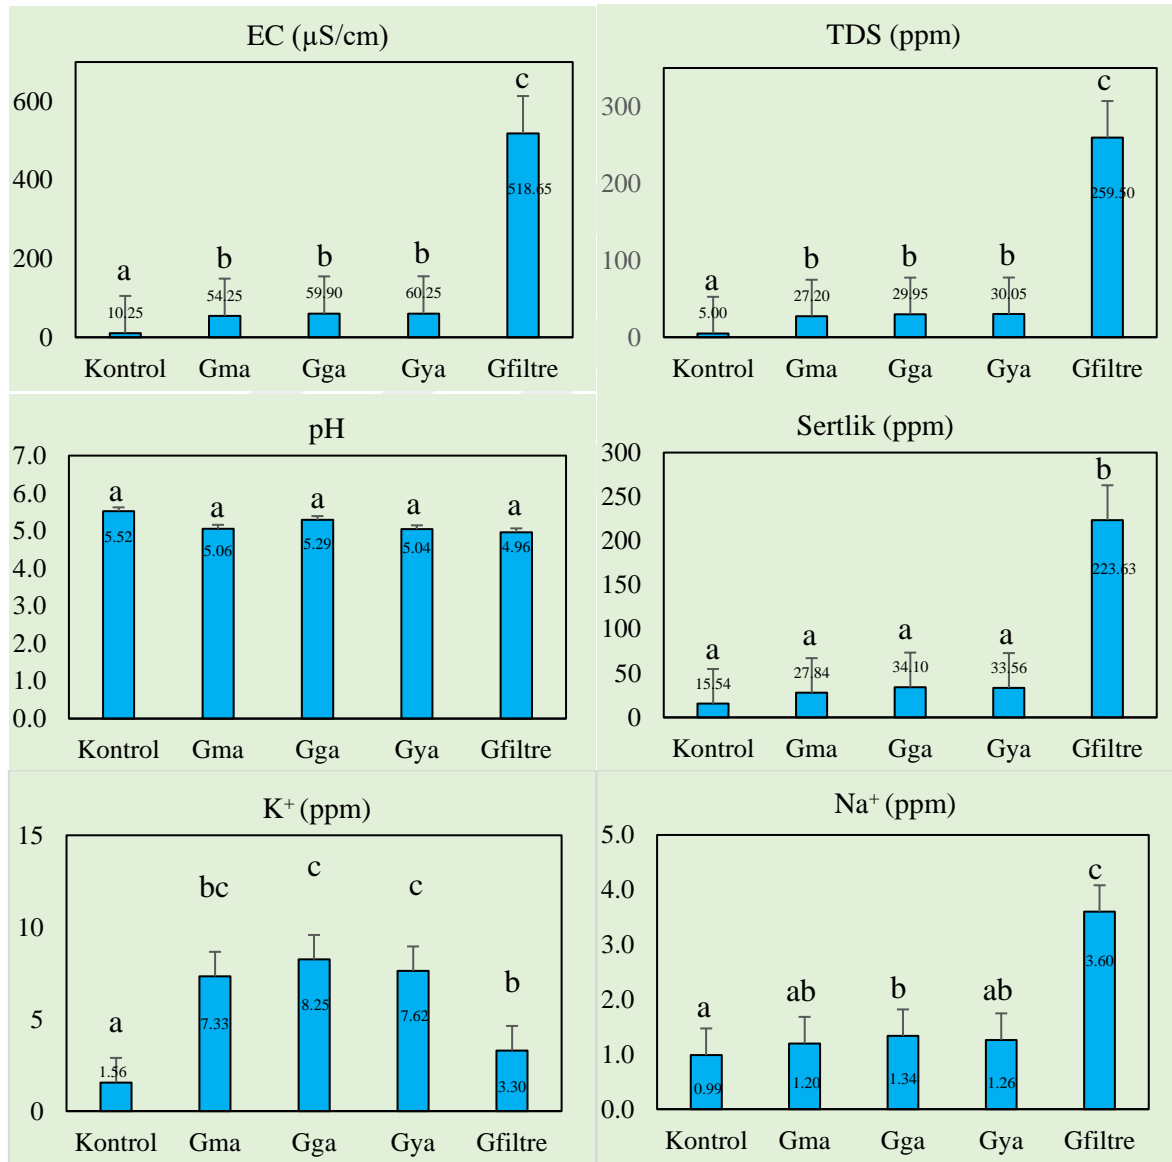 EC (µS/cm)
600
400
200
0
a
b
b
b
c
10.25
54.25
59.90
60.25
518.65
Kontrol Gma Gga Gya Gfiltre
TDS (ppm)
300
200
100
0
a
b
b
b
c
5.00
27.20
29.95
30.05
259.50
Kontrol Gma Gga Gya Gfiltre
pH
7.0
6.0
5.0
4.0
3.0
2.0
1.0
0.0
a
a
a
a
a
5.52
5.06
5.29
5.04
4.96
Kontrol Gma Gga Gya Gfiltre
Sertlik (ppm)
300
250
200
150
100
50
0
a
a
a
a
b
15.54
27.84
34.10
33.56
223.63
Kontrol Gma Gga Gya Gfiltre
K⁺ (ppm)
15
10
5
0
a
bc
c
c
b
1.56
7.33
8.25
7.62
3.30
Kontrol Gma Gga Gya Gfiltre
Na⁺ (ppm)
5.0
4.0
3.0
2.0
1.0
0.0
a
ab
b
ab
c
0.99
1.20
1.34
1.26
3.60
Kontrol Gma Gga Gya Gfiltre